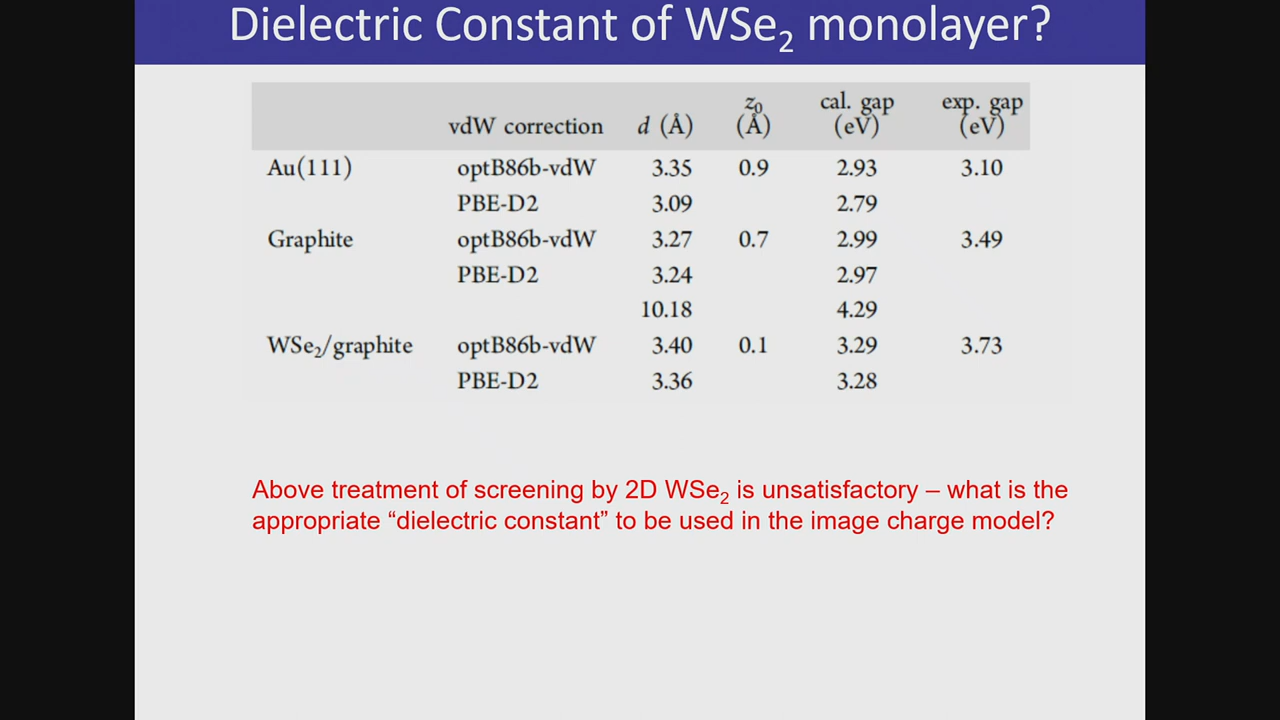 Dielectric Constant of WSe₂ monolayer?
vdW correction d (Å) z₀ (Å) cal. gap (eV) exp. gap (eV)
Au(111) optB86b-vdW 3.35 0.9 2.93 3.10
PBE-D2 3.09 2.79
Graphite optB86b-vdW 3.27 0.7 2.99 3.49
PBE-D2 3.24 2.97
10.18 4.29
WSe₂/graphite optB86b-vdW 3.40 0.1 3.29 3.73
PBE-D2 3.36 3.28
Above treatment of screening by 2D WSe₂ is unsatisfactory – what is the
appropriate “dielectric constant” to be used in the image charge model?